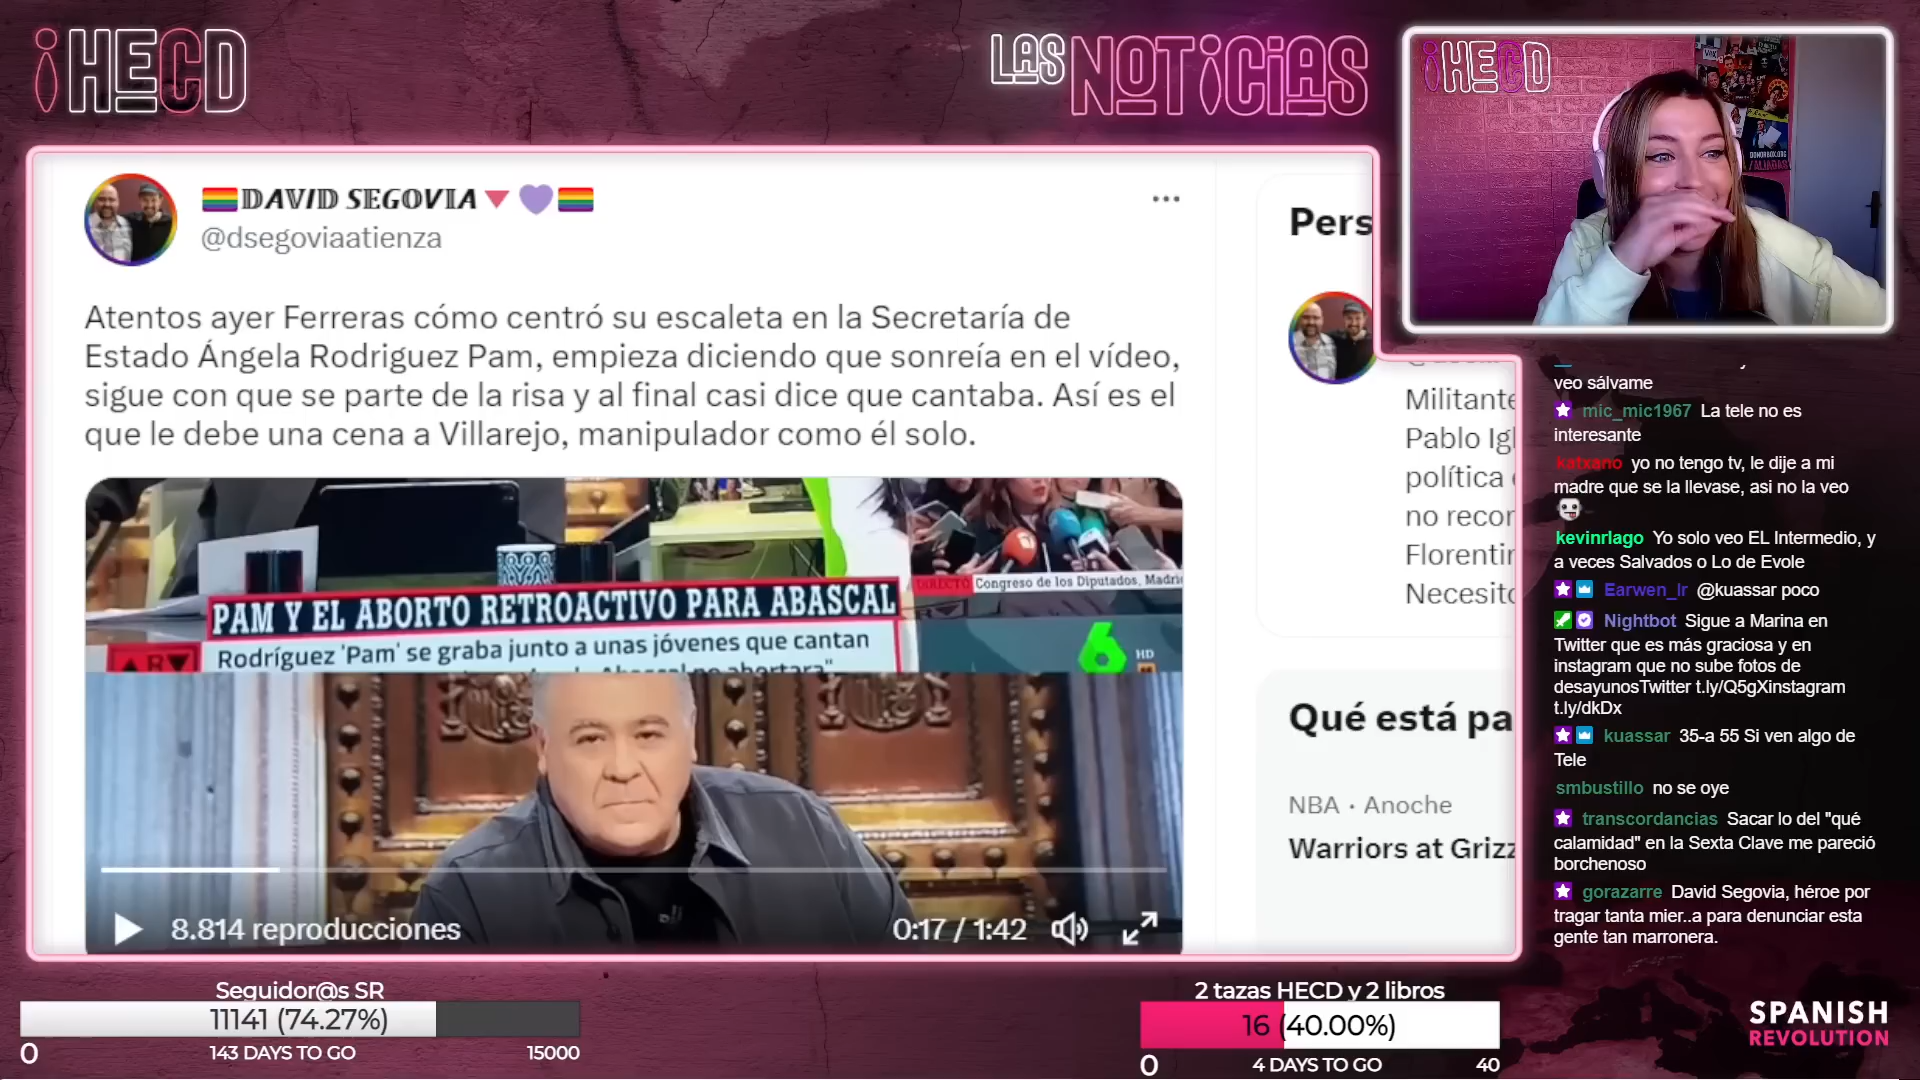 ¡HECD
LAS NOTICIAS
¡HECD
DONORBOX.ORG
/ALIADAS
DAVID SEGOVIA
@dsegoviaatienza
Atentos ayer Ferreras cómo centró su escaleta en la Secretaría de
Estado Ángela Rodriguez Pam, empieza diciendo que sonreía en el vídeo,
sigue con que se parte de la risa y al final casi dice que cantaba. Así es el
que le debe una cena a Villarejo, manipulador como él solo.
DIRECTO Congreso de los Diputados, Madri
PAM Y EL ABORTO RETROACTIVO PARA ABASCAL
Rodríguez 'Pam' se graba junto a unas jóvenes que cantan
6 HD
8.814 reproducciones
0:17 / 1:42
Pers
Militante
Pablo Igl
política
no recor
Florentin
Necesito
Qué está pa
NBA · Anoche
Warriors at Grizz
veo sálvame
mic_mic1967 La tele no es
interesante
katxano yo no tengo tv, le dije a mi
madre que se la llevase, asi no la veo
kevinrlago Yo solo veo EL Intermedio, y
a veces Salvados o Lo de Evole
Earwen_lr @kuassar poco
Nightbot Sigue a Marina en
Twitter que es más graciosa y en
instagram que no sube fotos de
desayunosTwitter t.ly/Q5gXinstagram
t.ly/dkDx
kuassar 35-a 55 Si ven algo de
Tele
smbustillo no se oye
transcordancias Sacar lo del "qué
calamidad" en la Sexta Clave me pareció
borchenoso
gorazarre David Segovia, héroe por
tragar tanta mier..a para denunciar esta
gente tan marronera.
Seguidor@s SR
11141 (74.27%)
0 143 DAYS TO GO 15000
2 tazas HECD y 2 libros
16 (40.00%)
0 4 DAYS TO GO 40
SPANISH
REVOLUTION